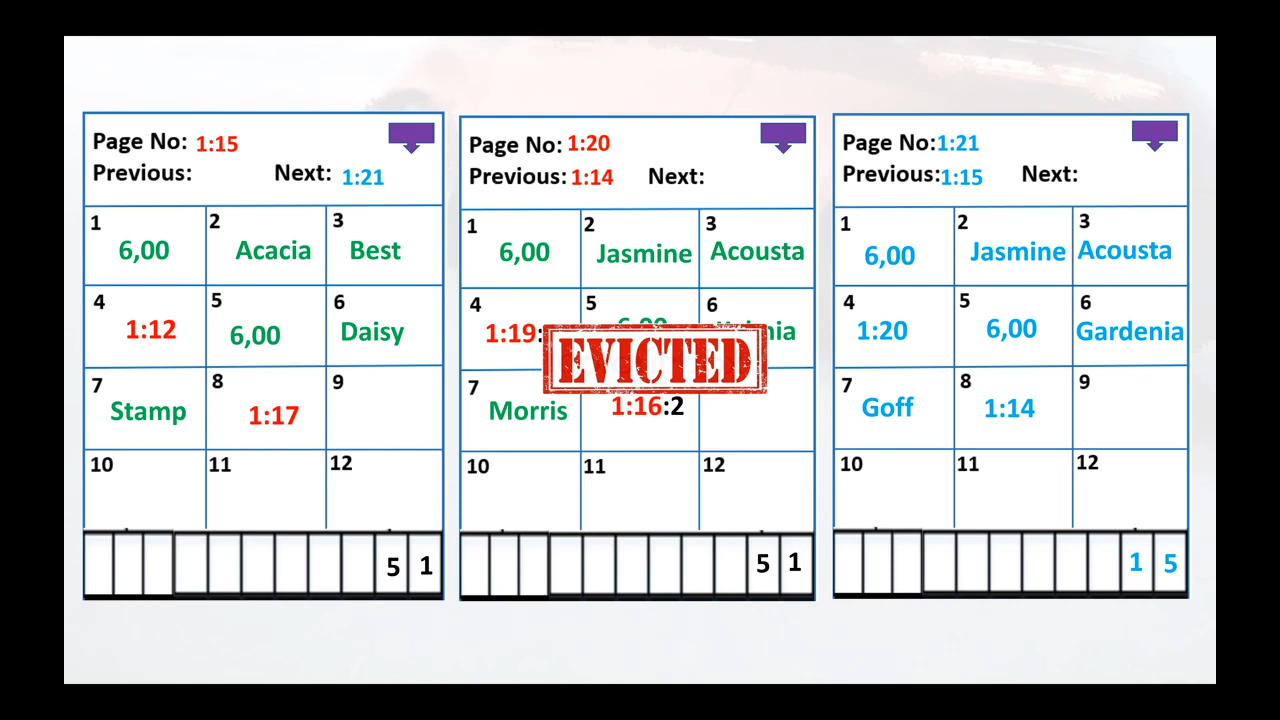 Page No: 1:15
Previous: Next: 1:21
1 2 3
6,00 Acacia Best
4 5 6
1:12 6,00 Daisy
7 8 9
Stamp 1:17
10 11 12
5 1
Page No: 1:20
Previous: 1:14 Next:
1 2 3
6,00 Jasmine Acousta
4 5 6
1:19:
EVICTED
7
Morris 1:16:2
10 11 12
5 1
Page No: 1:21
Previous: 1:15 Next:
1 2 3
6,00 Jasmine Acousta
4 5 6
1:20 6,00 Gardenia
7 8 9
Goff 1:14
10 11 12
1 5